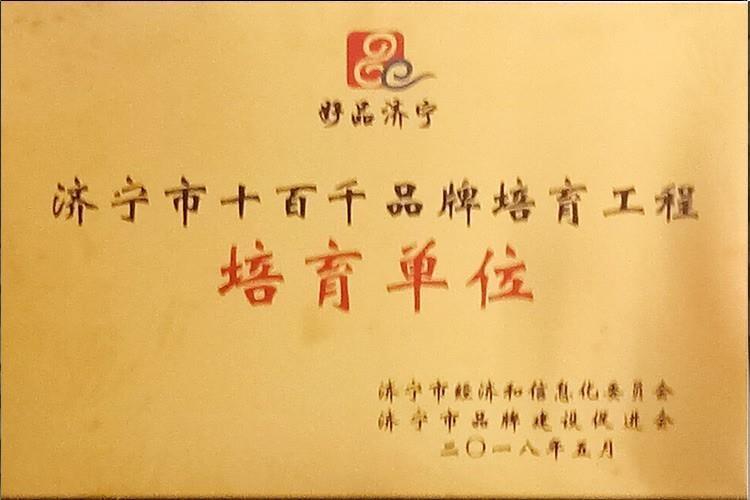 好品济宁
济宁市十百千品牌培育工程
培育单位
济宁市经济和信息化委员会
济宁市品牌建设促进会
二〇一八年五月